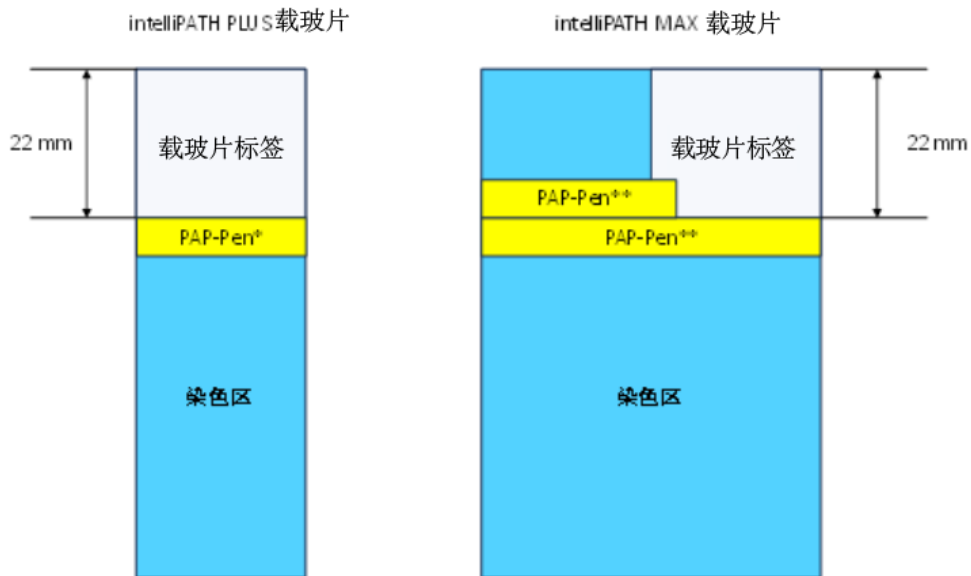 intelliPATH PLUS载玻片
intelliPATH MAX 载玻片
22 mm
载玻片标签
载玻片标签
22 mm
PAP-Pen**
PAP-Pen*
PAP-Pen**
染色区
染色区